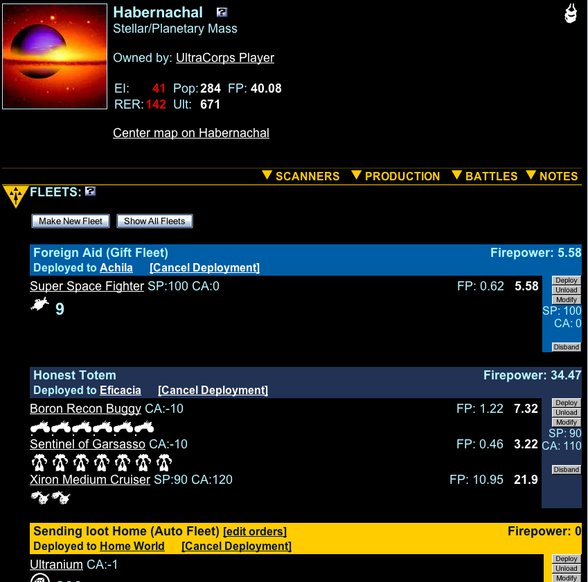 Habernachal ?
Stellar/Planetary Mass
Owned by: UltraCorps Player
EI: 41 Pop: 284 FP: 40.08
RER: 142 Ult: 671
Center map on Habernachal
SCANNERS PRODUCTION BATTLES NOTES
FLEETS: ?
Make New Fleet Show All Fleets
Foreign Aid (Gift Fleet) Firepower: 5.58
Deployed to Achila [Cancel Deployment]
Deploy
Super Space Fighter SP:100 CA:0 FP: 0.62 5.58
Unload
Modify
9
SP: 100
CA: 0
Disband
Honest Totem Firepower: 34.47
Deployed to Eficacia [Cancel Deployment]
Deploy
Boron Recon Buggy CA:-10 FP: 1.22 7.32
Unload
Modify
SP: 90
Sentinel of Garsasso CA:-10 FP: 0.46 3.22
CA: 110
Disband
Xiron Medium Cruiser SP:90 CA:120 FP: 10.95 21.9
Sending loot Home (Auto Fleet) [edit orders] Firepower: 0
Deployed to Home World [Cancel Deployment]
Deploy
Ultranium CA:-1
Unload
Modify